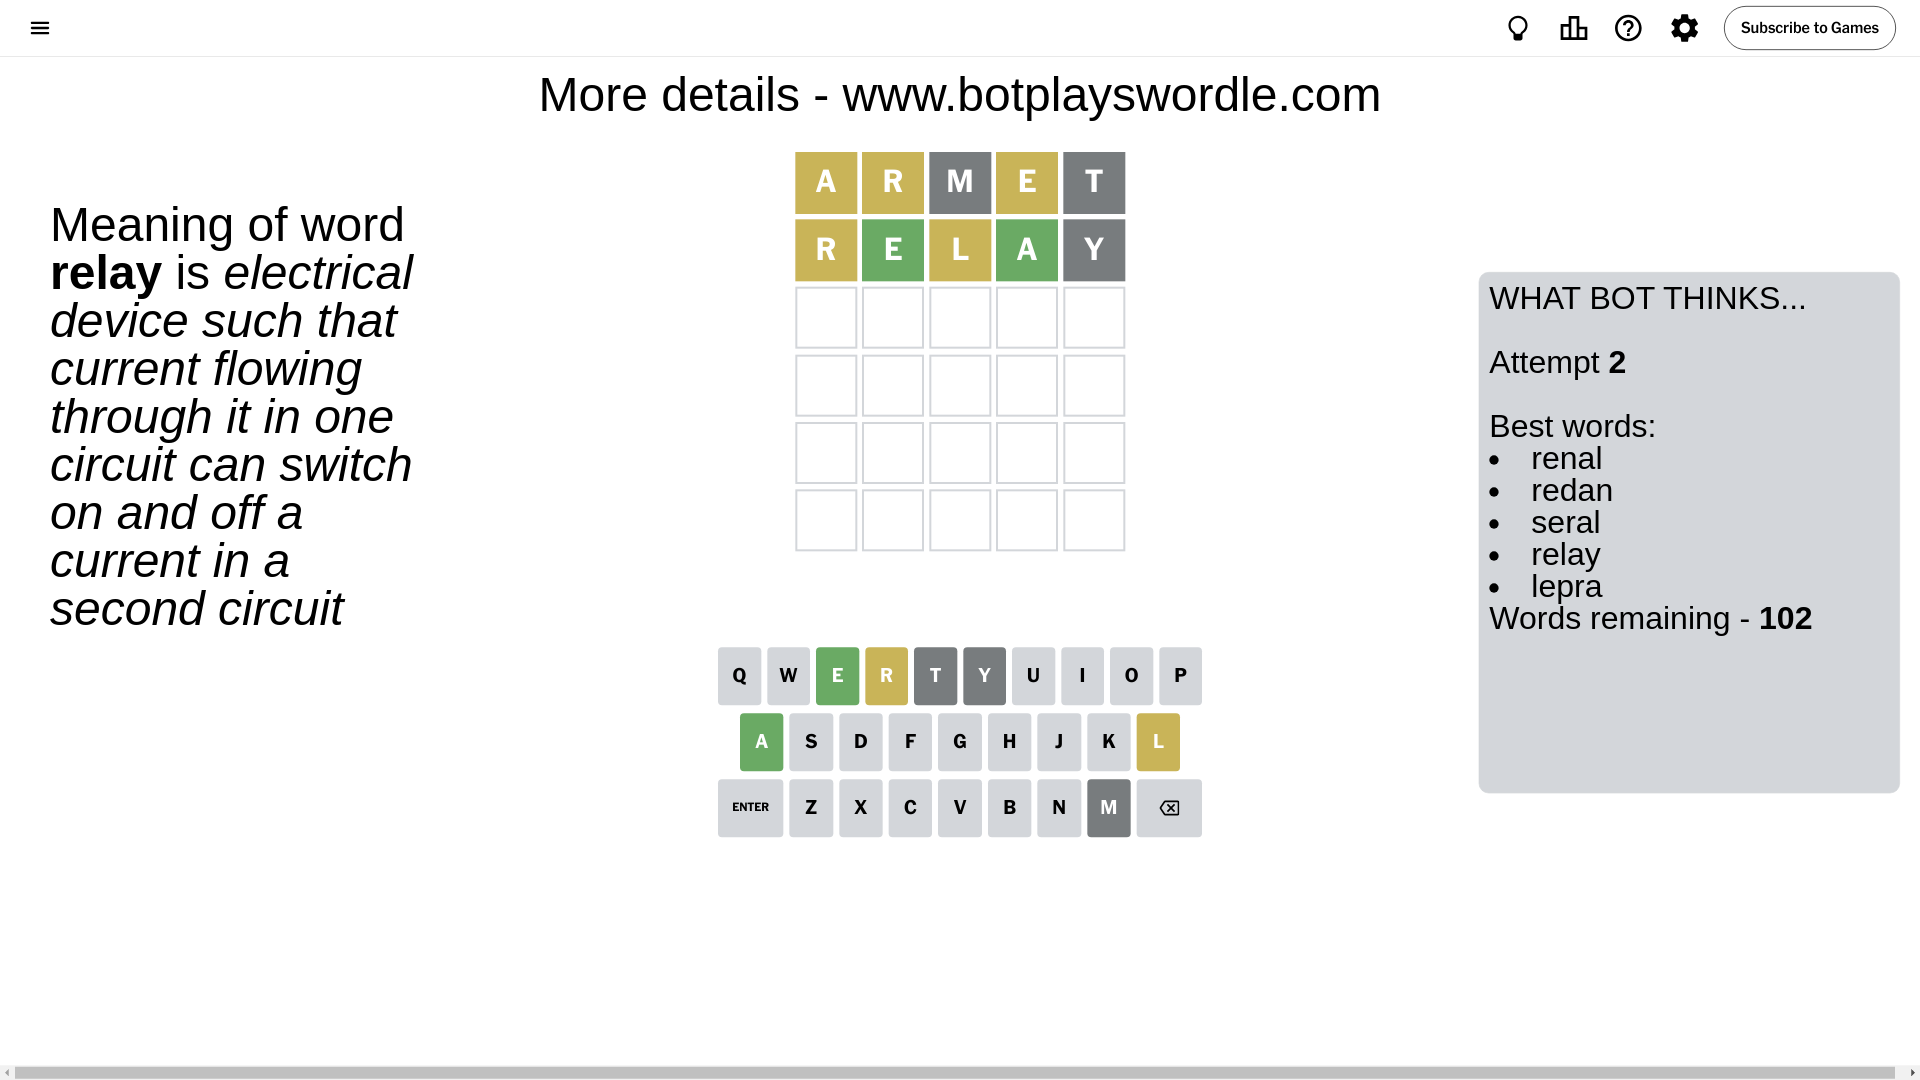 Subscribe to Games
More details - www.botplayswordle.com
Meaning of word
relay is electrical
device such that
current flowing
through it in one
circuit can switch
on and off a
current in a
second circuit
A R M E T
R E L A Y
WHAT BOT THINKS...
Attempt 2
Best words:
• renal
• redan
• seral
• relay
• lepra
Words remaining - 102
Q W E R T Y U I O P
A S D F G H J K L
ENTER Z X C V B N M